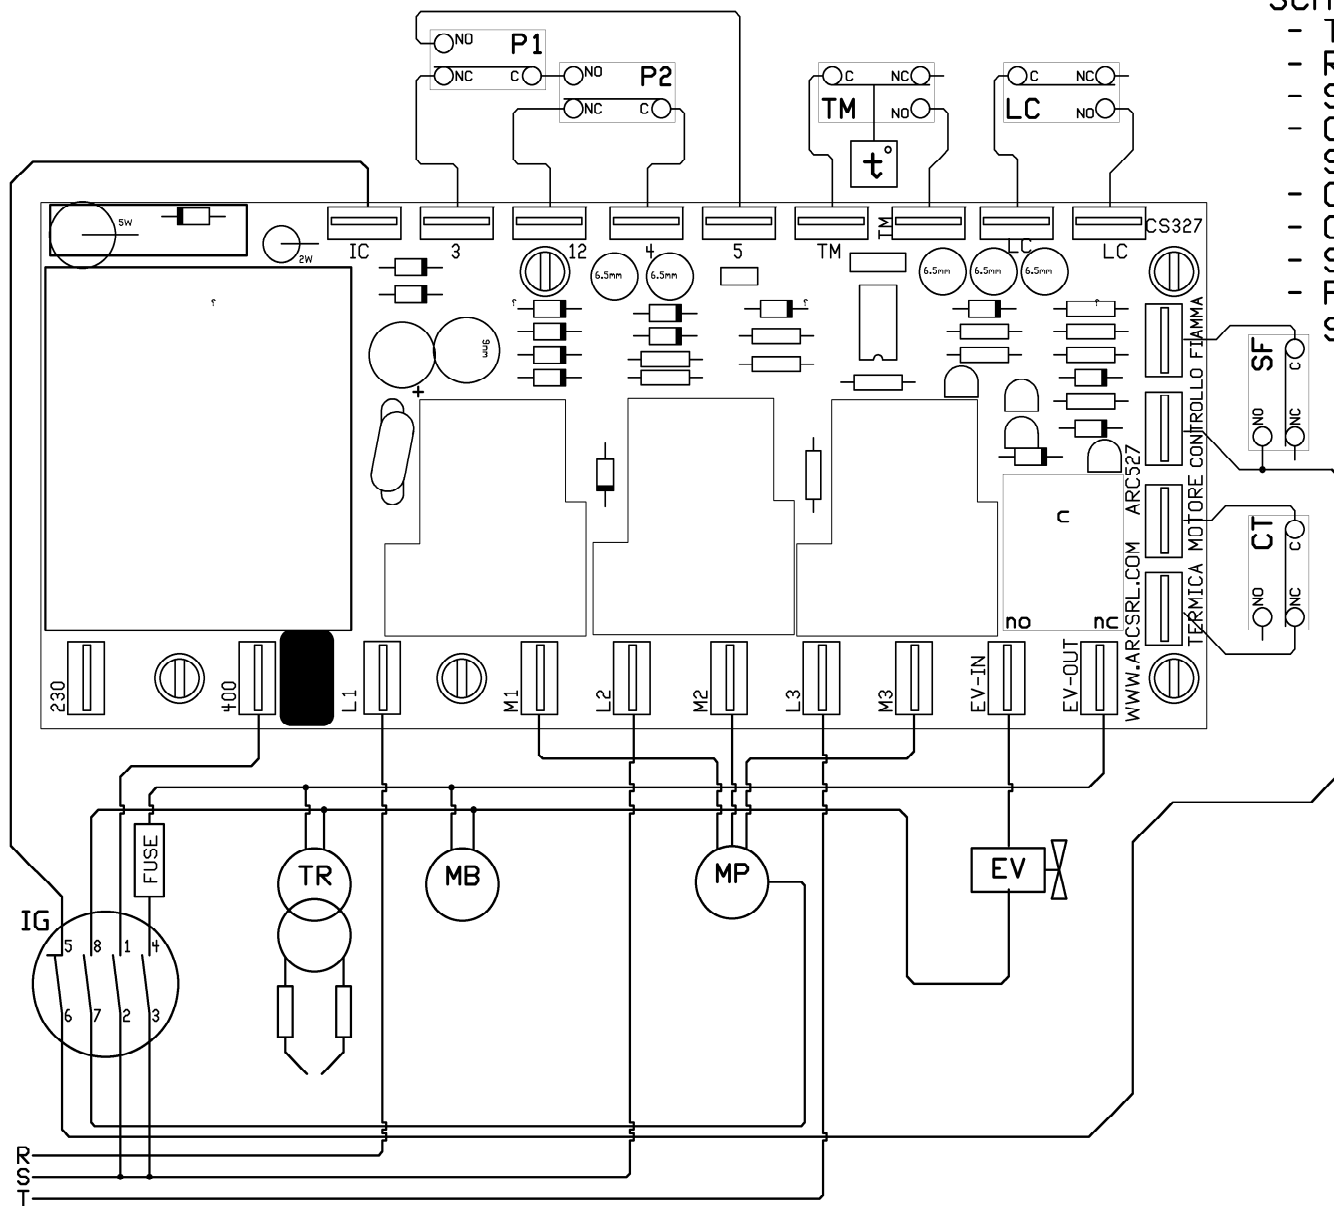 NO P1
NC C
NO P2
NC C
C NC
TM NO
t°
C NC
LC NO
5W
2W
IC
3
12
4
5
TM
TM
LC
LC
CS327
6.5mm
6.5mm
6.5mm
6.5mm
6.5mm
9mm
+
SF
C
NO
NC
CT
C
NO
NC
TERMICA MOTORE CONTROLLO FIAMMA
WWW.ARCSRL.COM ARC527
c
no
nc
230
400
L1
M1
L2
M2
L3
M3
EV-IN
EV-OUT
FUSE
TR
MB
MP
EV
IG
5 8 1 4
6 7 2 3
R
S
T